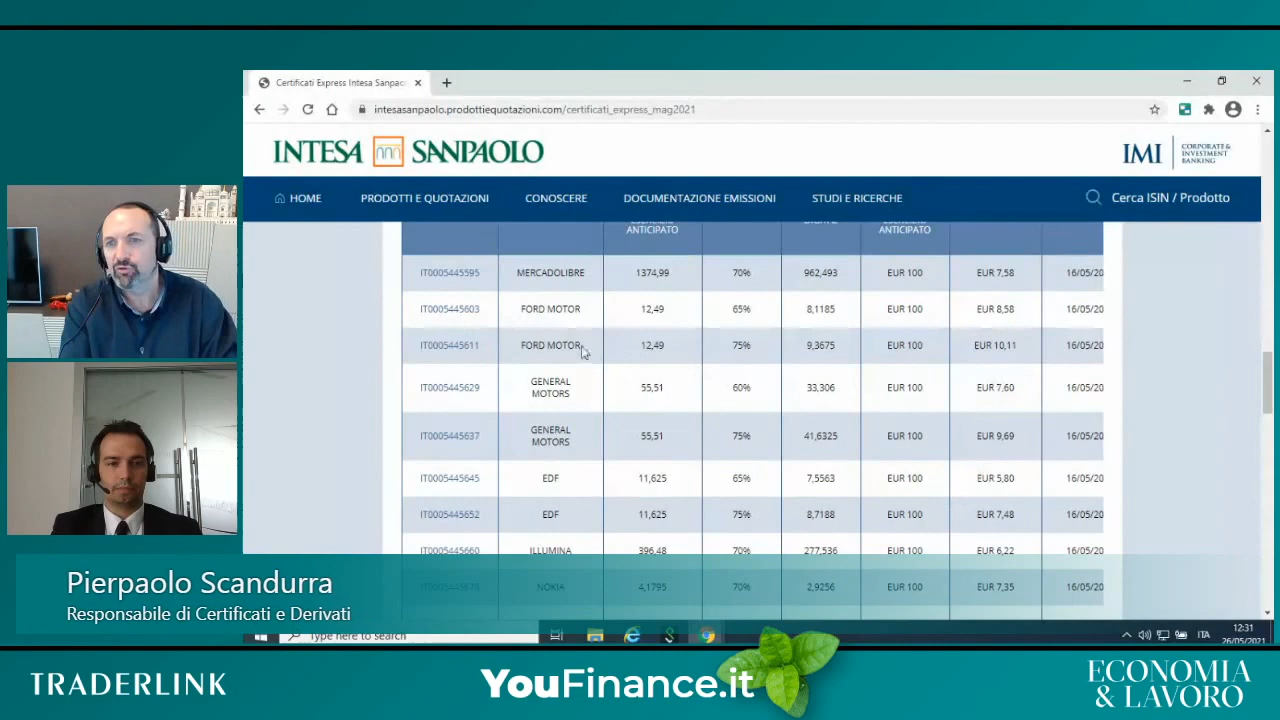 Certificati Express Intesa Sanpao
intesasanpaolo.prodottiequotazioni.com/certificati_express_mag2021
INTESA SANPAOLO
IMI CORPORATE & INVESTMENT BANKING
HOME PRODOTTI E QUOTAZIONI CONOSCERE DOCUMENTAZIONE EMISSIONI STUDI E RICERCHE Cerca ISIN / Prodotto
ANTICIPATO ANTICIPATO
IT0005445595 MERCADOLIBRE 1374,99 70% 962,493 EUR 100 EUR 7,58 16/05/20
IT0005445603 FORD MOTOR 12,49 65% 8,1185 EUR 100 EUR 8,58 16/05/20
IT0005445611 FORD MOTOR 12,49 75% 9,3675 EUR 100 EUR 10,11 16/05/20
IT0005445629 GENERAL MOTORS 55,51 60% 33,306 EUR 100 EUR 7,60 16/05/20
IT0005445637 GENERAL MOTORS 55,51 75% 41,6325 EUR 100 EUR 9,69 16/05/20
IT0005445645 EDF 11,625 65% 7,5563 EUR 100 EUR 5,80 16/05/20
IT0005445652 EDF 11,625 75% 8,7188 EUR 100 EUR 7,48 16/05/20
IT0005445660 ILLUMINA 396,48 70% 277,536 EUR 100 EUR 6,22 16/05/20
NOKIA 4,1795 70% 2,9256 EUR 100 EUR 7,35 16/05/20
Pierpaolo Scandurra
Responsabile di Certificati e Derivati
Type here to search
ITA
12:31
26/05/2021
TRADERLINK
YouFinance.it
ECONOMIA
& LAVORO